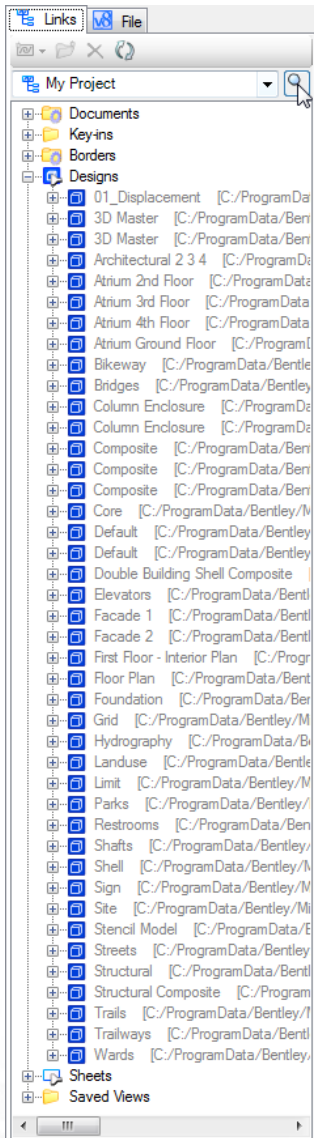 Links File
My Project
Documents
Key-ins
Borders
Designs
01_Displacement [C:/ProgramDa
3D Master [C:/ProgramData/Ben
3D Master [C:/ProgramData/Ben
Architectural 2 3 4 [C:/ProgramDa
Atrium 2nd Floor [C:/ProgramData
Atrium 3rd Floor [C:/ProgramData
Atrium 4th Floor [C:/ProgramData
Atrium Ground Floor [C:/Program
Bikeway [C:/ProgramData/Bentle
Bridges [C:/ProgramData/Bentley
Column Enclosure [C:/ProgramDa
Column Enclosure [C:/ProgramDa
Composite [C:/ProgramData/Ben
Composite [C:/ProgramData/Ben
Composite [C:/ProgramData/Ben
Core [C:/ProgramData/Bentley/M
Default [C:/ProgramData/Bentley
Default [C:/ProgramData/Bentley
Double Building Shell Composite [
Elevators [C:/ProgramData/Bentl
Facade 1 [C:/ProgramData/Bentl
Facade 2 [C:/ProgramData/Bentl
First Floor - Interior Plan [C:/Progr
Floor Plan [C:/ProgramData/Bent
Foundation [C:/ProgramData/Ber
Grid [C:/ProgramData/Bentley/M
Hydrography [C:/ProgramData/B
Landuse [C:/ProgramData/Bentle
Limit [C:/ProgramData/Bentley/M
Parks [C:/ProgramData/Bentley/
Restrooms [C:/ProgramData/Ben
Shafts [C:/ProgramData/Bentley/
Shell [C:/ProgramData/Bentley/M
Sign [C:/ProgramData/Bentley/M
Site [C:/ProgramData/Bentley/Mi
Stencil Model [C:/ProgramData/E
Streets [C:/ProgramData/Bentley
Structural [C:/ProgramData/Bentl
Structural Composite [C:/Program
Trails [C:/ProgramData/Bentley/
Trailways [C:/ProgramData/Bentl
Wards [C:/ProgramData/Bentley/
Sheets
Saved Views